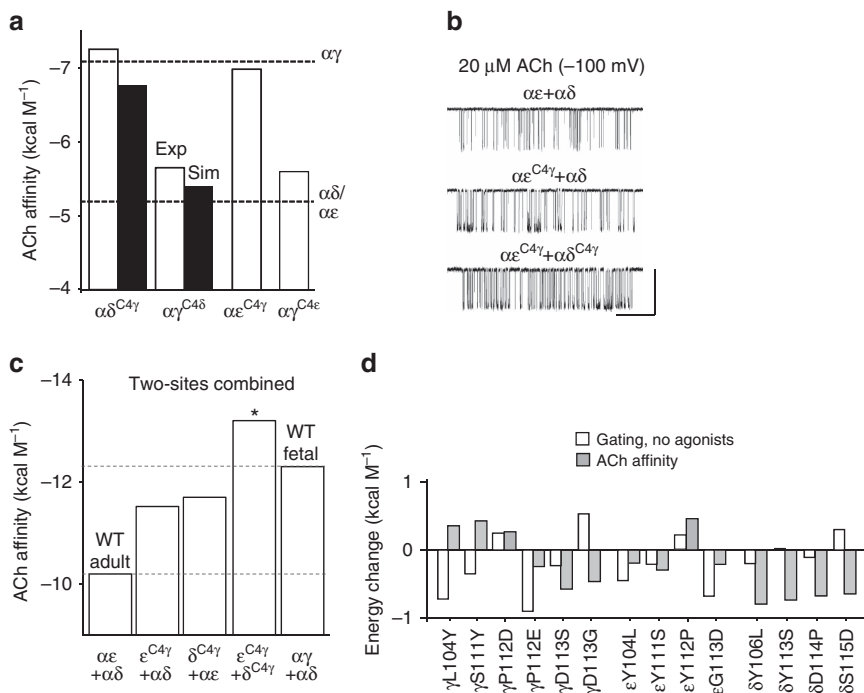 a
ACh affinity (kcal M⁻¹)
–7
–6
–5
–4
αγ
αδ/
αε
Exp
Sim
αδC4γ
αγC4δ
αεC4γ
αγC4ε
b
20 μM ACh (–100 mV)
αε+αδ
αεC4γ+αδ
αεC4γ+αδC4γ
c
Two-sites combined
ACh affinity (kcal M⁻¹)
–14
–12
–10
WT
adult
*
WT
fetal
αε
+αδ
εC4γ
+αδ
δC4γ
+αε
εC4γ
+δC4γ
αγ
+αδ
d
Gating, no agonists
ACh affinity
Energy change (kcal M⁻¹)
1
0
–1
γL104Y
γS111Y
γP112D
γP112E
γD113S
γD113G
εY104L
εY111S
εY112P
εG113D
δY106L
δY113S
δD114P
δS115D